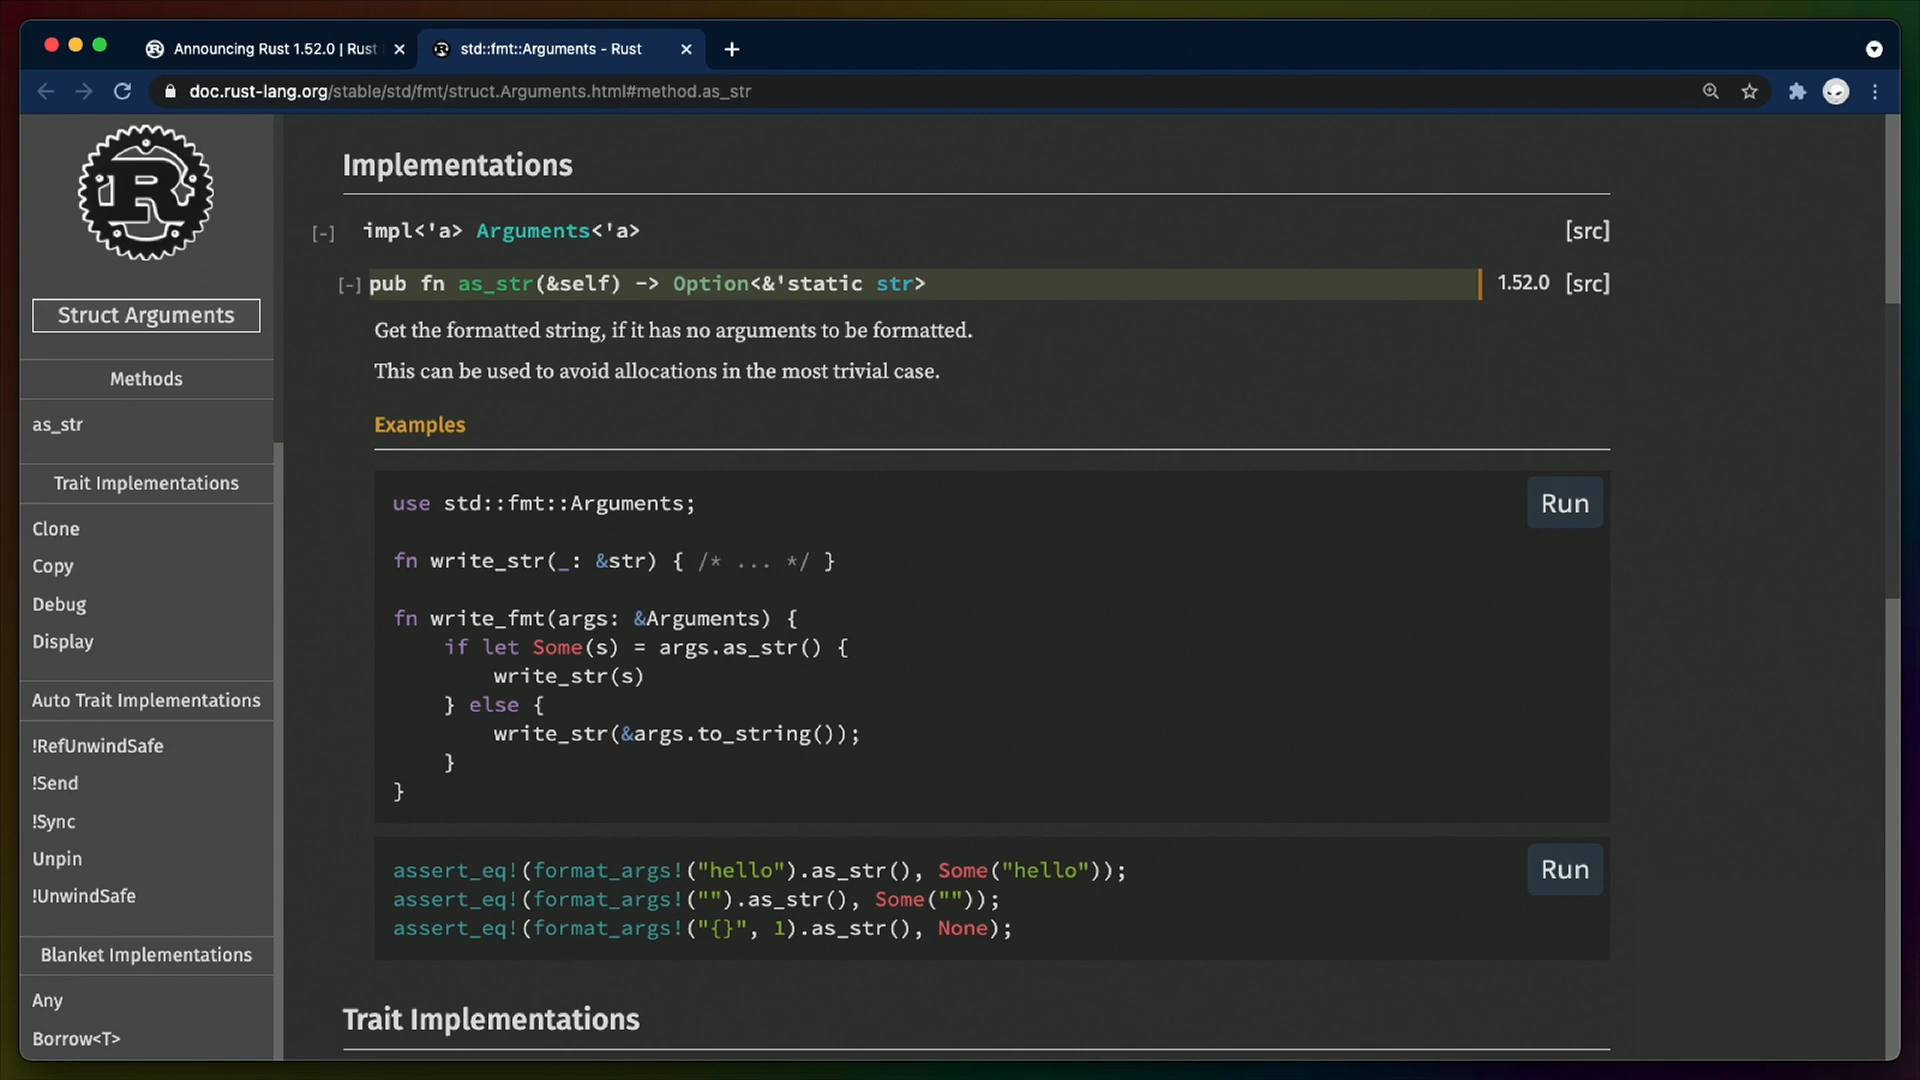 Announcing Rust 1.52.0 | Rust
std::fmt::Arguments - Rust
doc.rust-lang.org/stable/std/fmt/struct.Arguments.html#method.as_str
R
Struct Arguments
Methods
as_str
Trait Implementations
Clone
Copy
Debug
Display
Auto Trait Implementations
!RefUnwindSafe
!Send
!Sync
Unpin
!UnwindSafe
Blanket Implementations
Any
Borrow<T>
Implementations
[-] impl<'a> Arguments<'a> [src]
[-] pub fn as_str(&self) -> Option<&'static str> 1.52.0 [src]
Get the formatted string, if it has no arguments to be formatted.
This can be used to avoid allocations in the most trivial case.
Examples
Run
use std::fmt::Arguments;
fn write_str(_: &str) { /* ... */ }
fn write_fmt(args: &Arguments) {
    if let Some(s) = args.as_str() {
        write_str(s)
    } else {
        write_str(&args.to_string());
    }
}
Run
assert_eq!(format_args!("hello").as_str(), Some("hello"));
assert_eq!(format_args!("").as_str(), Some(""));
assert_eq!(format_args!("{}", 1).as_str(), None);
Trait Implementations